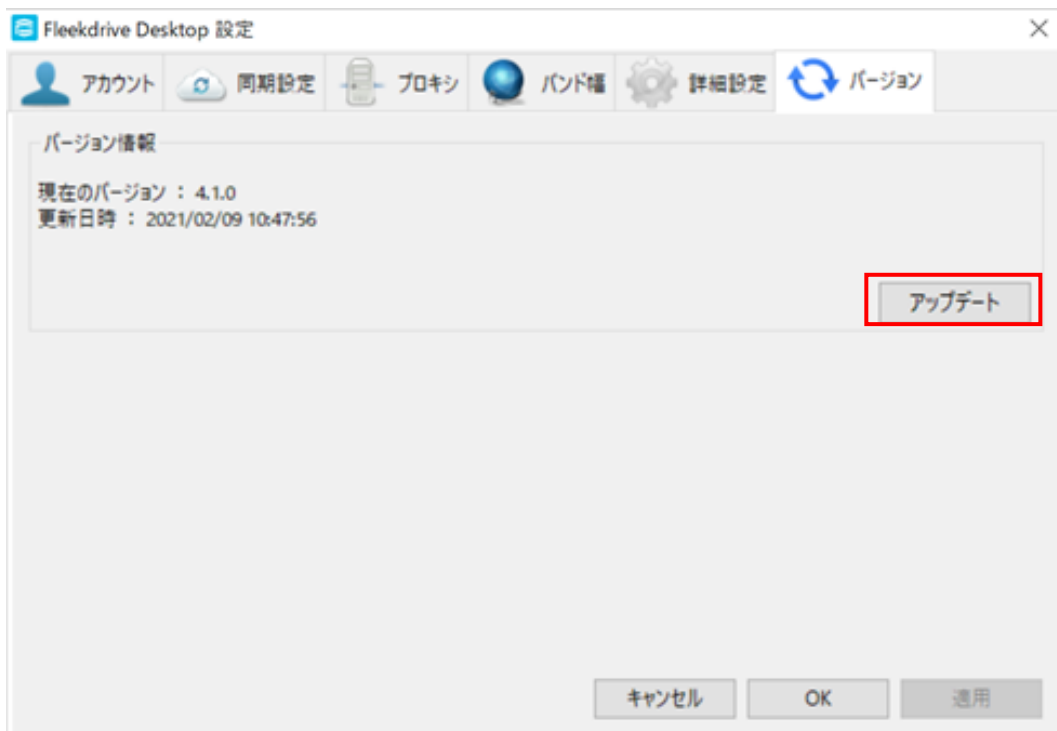 Fleekdrive Desktop 設定
アカウント 同期設定 プロキシ バンド幅 詳細設定 バージョン
バージョン情報
現在のバージョン : 4.1.0
更新日時 : 2021/02/09 10:47:56
アップデート
キャンセル OK 適用